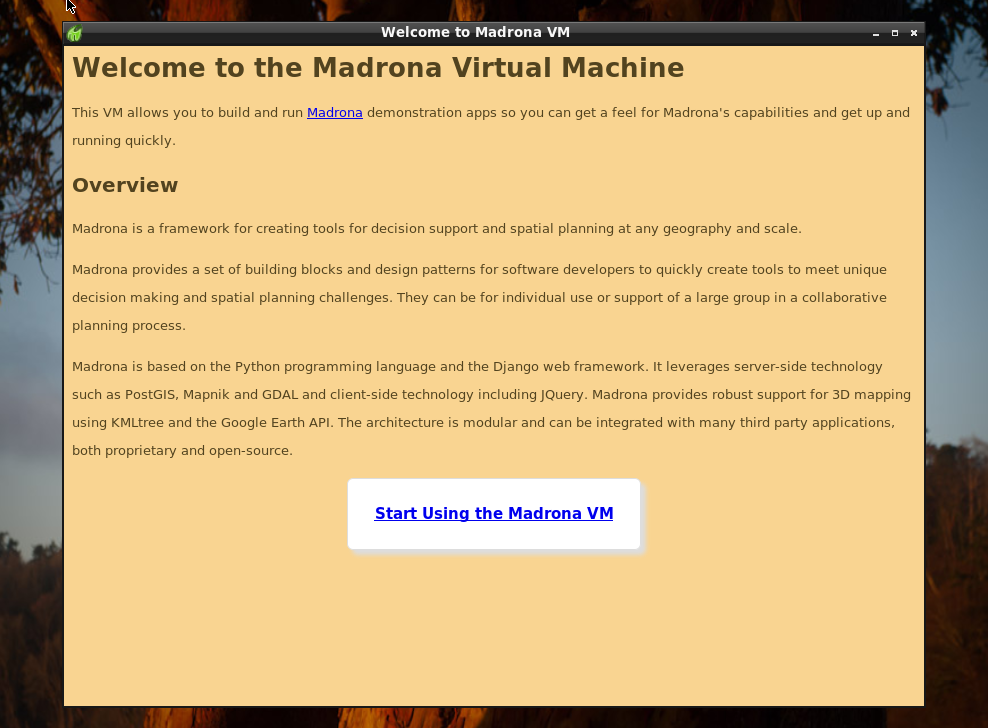 Welcome to Madrona VM
Welcome to the Madrona Virtual Machine
This VM allows you to build and run Madrona demonstration apps so you can get a feel for Madrona's capabilities and get up and
running quickly.
Overview
Madrona is a framework for creating tools for decision support and spatial planning at any geography and scale.
Madrona provides a set of building blocks and design patterns for software developers to quickly create tools to meet unique
decision making and spatial planning challenges. They can be for individual use or support of a large group in a collaborative
planning process.
Madrona is based on the Python programming language and the Django web framework. It leverages server-side technology
such as PostGIS, Mapnik and GDAL and client-side technology including JQuery. Madrona provides robust support for 3D mapping
using KMLtree and the Google Earth API. The architecture is modular and can be integrated with many third party applications,
both proprietary and open-source.
Start Using the Madrona VM